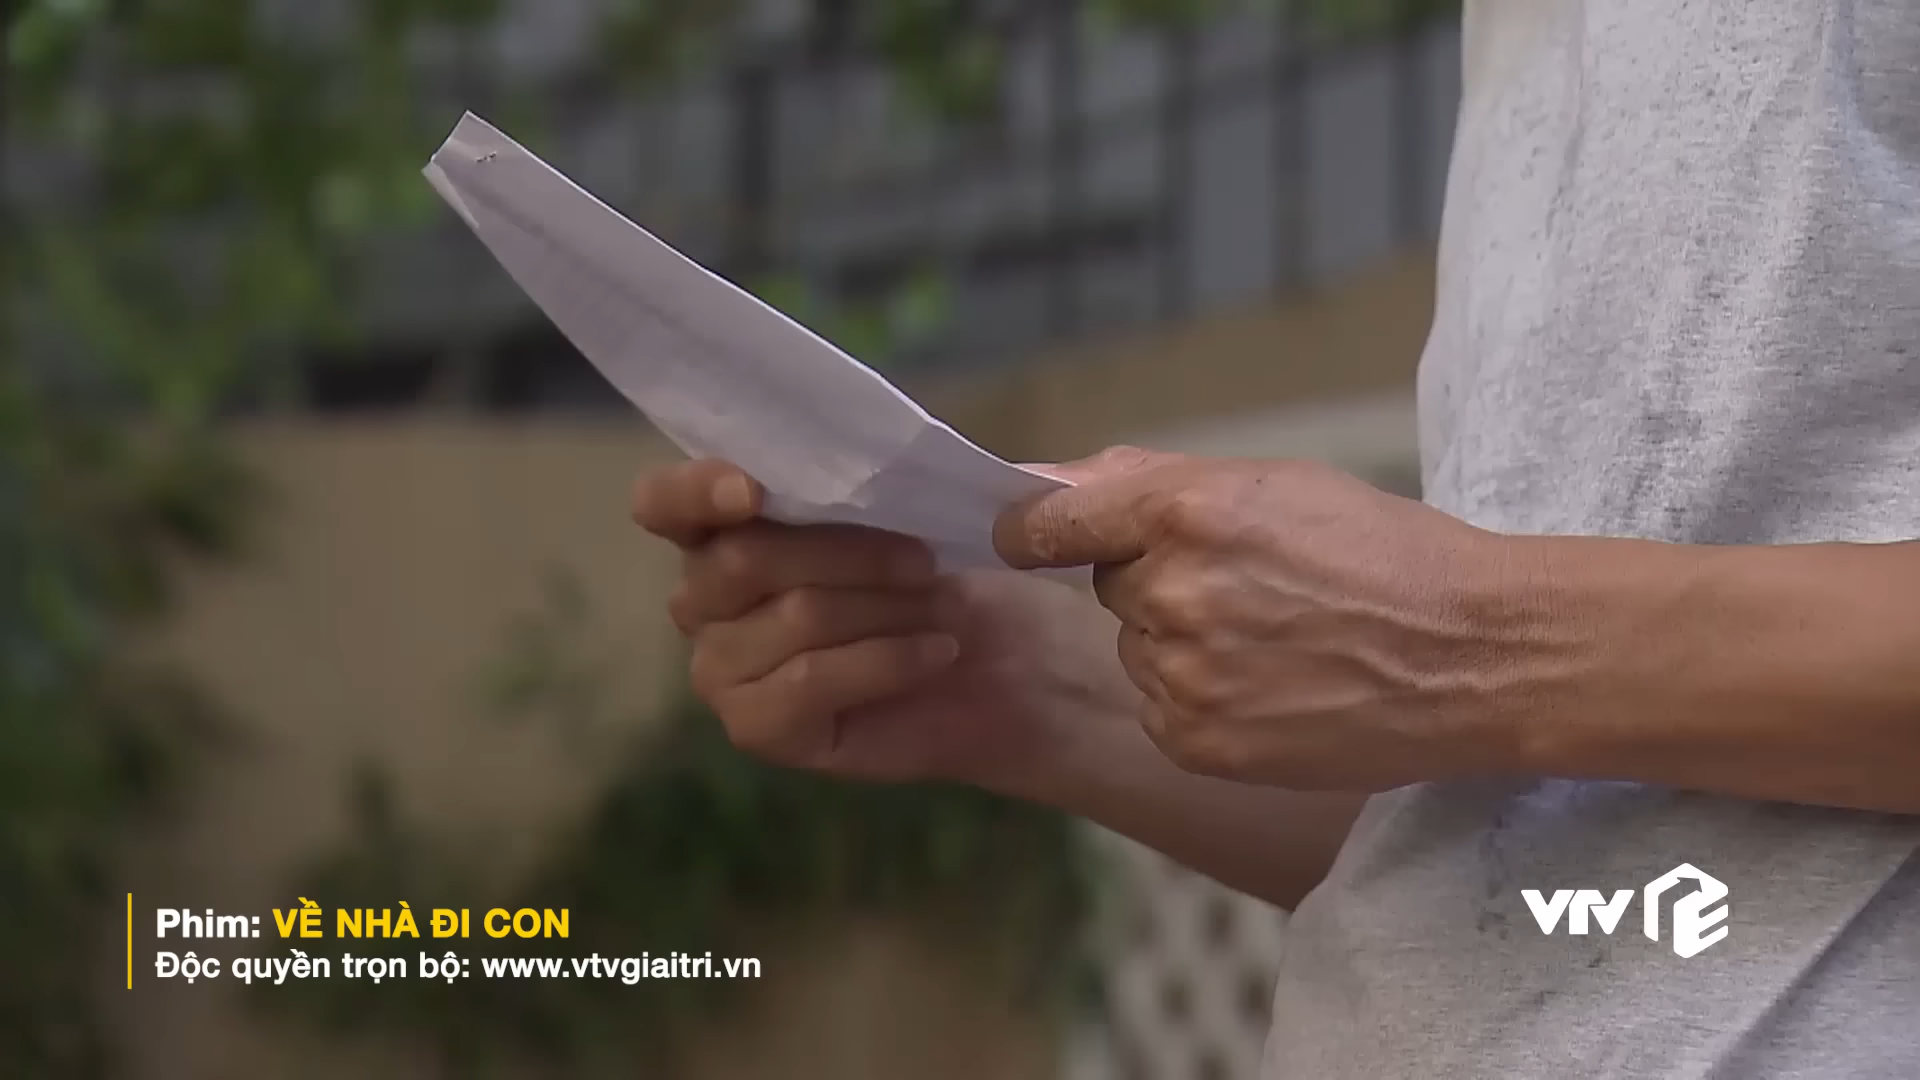 Phim: VỀ NHÀ ĐI CON
Độc quyền trọn bộ: www.vtvgiaitri.vn
VTV